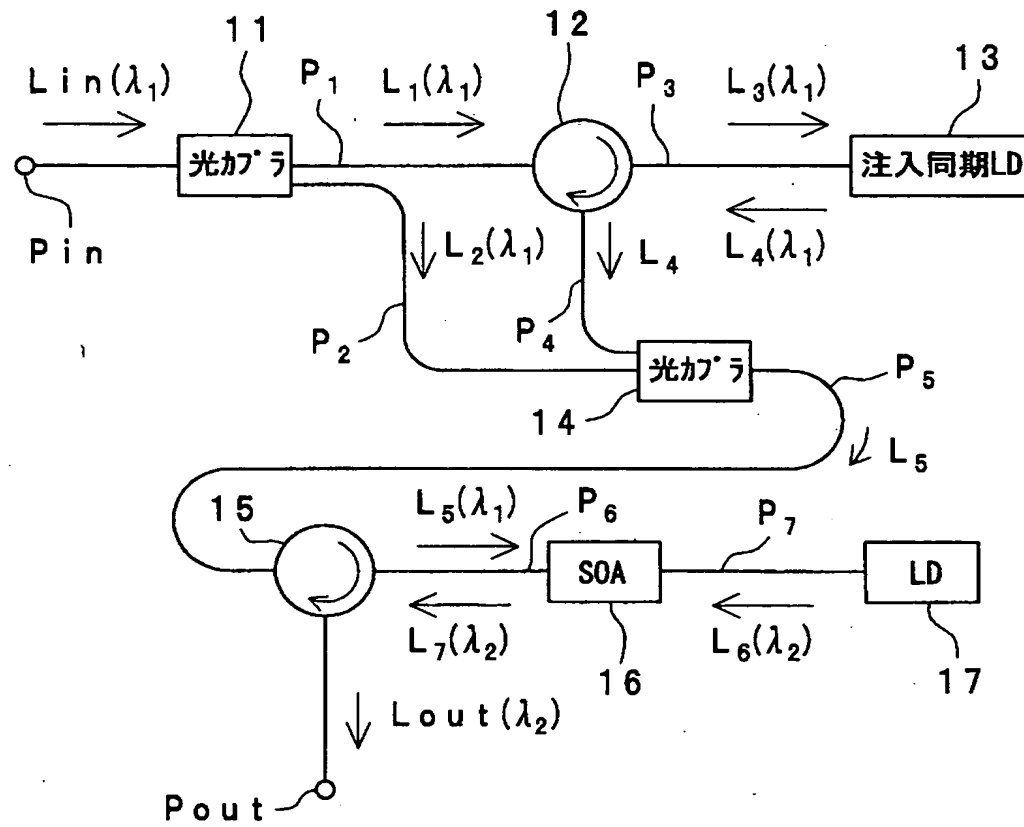 11
12
13
Lin(λ₁)
P₁
L₁(λ₁)
P₃
L₃(λ₁)
光ｶﾌﾟﾗ
注入同期LD
Pin
L₂(λ₁)
L₄
L₄(λ₁)
P₂
P₄
光ｶﾌﾟﾗ
P₅
14
L₅
15
L₅(λ₁)
P₆
P₇
SOA
LD
L₇(λ₂)
L₆(λ₂)
16
17
Lout(λ₂)
Pout